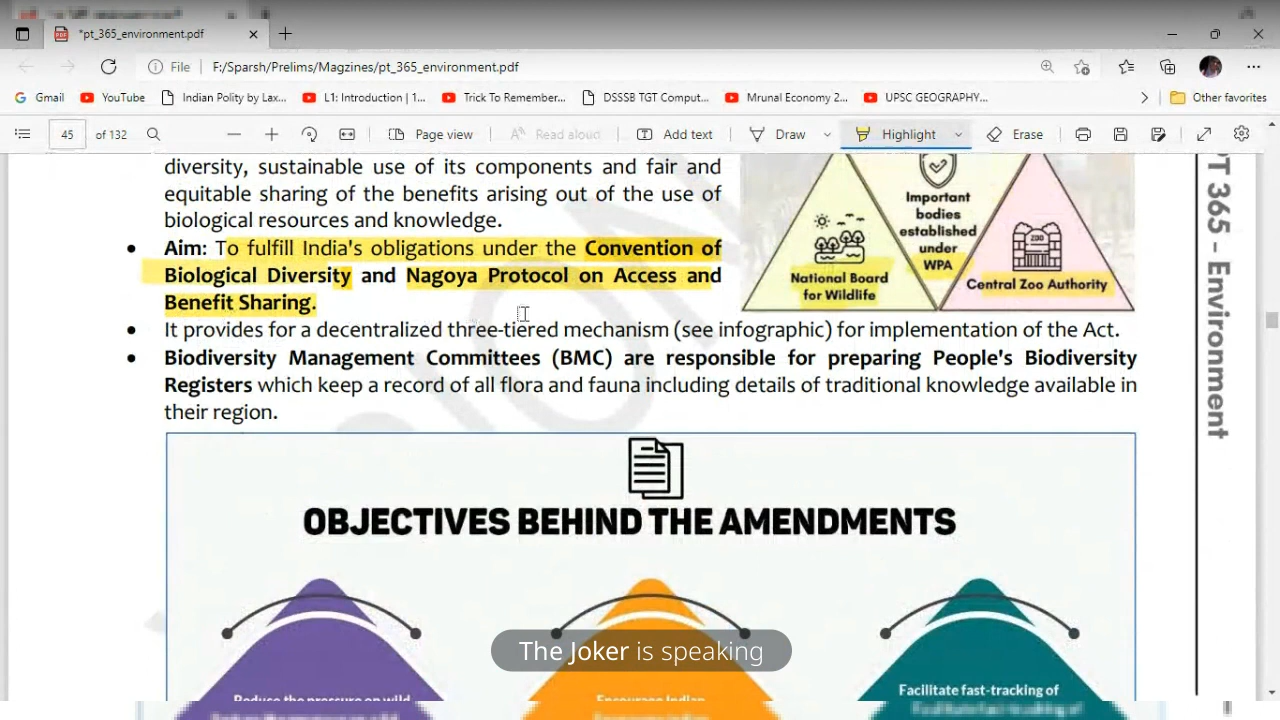 *pt_365_environment.pdf
File F:/Sparsh/Prelims/Magzines/pt_365_environment.pdf
Gmail YouTube Indian Polity by Lax... L1: Introduction | 1... Trick To Remember... DSSSB TGT Comput... Mrunal Economy 2... UPSC GEOGRAPHY... Other favorites
45 of 132 Page view Read aloud Add text Draw Highlight Erase
diversity, sustainable use of its components and fair and
equitable sharing of the benefits arising out of the use of
biological resources and knowledge.
• Aim: To fulfill India's obligations under the Convention of
Biological Diversity and Nagoya Protocol on Access and
Benefit Sharing.
Important
bodies
established
under
WPA
National Board
for Wildlife
ZOO
Central Zoo Authority
• It provides for a decentralized three-tiered mechanism (see infographic) for implementation of the Act.
• Biodiversity Management Committees (BMC) are responsible for preparing People's Biodiversity
Registers which keep a record of all flora and fauna including details of traditional knowledge available in
their region.
OBJECTIVES BEHIND THE AMENDMENTS
Reduce the pressure on wild
Encourage Indian
Facilitate fast-tracking of
The Joker is speaking
PT 365 - Environment